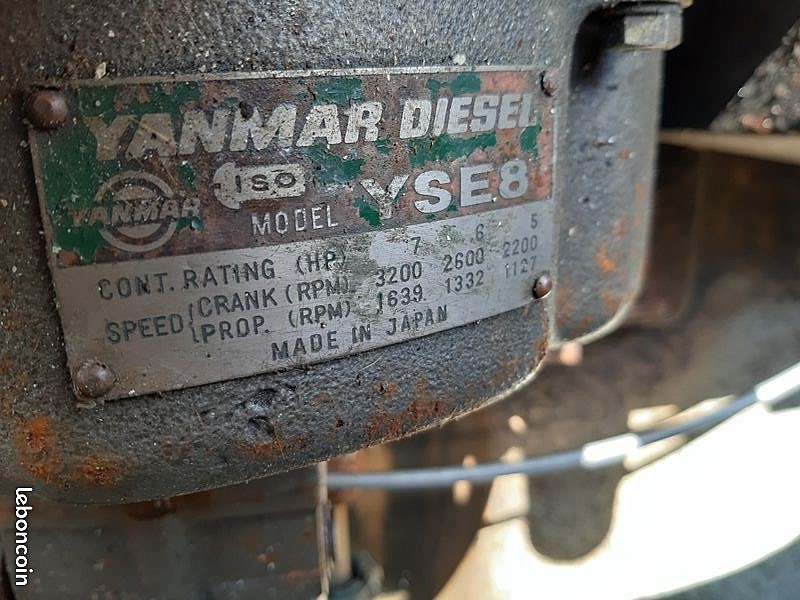 YANMAR DIESEL
YANMAR
ISO
MODEL YSE8
CONT. RATING (HP) 7 6 5
SPEED { CRANK (RPM) 3200 2600 2200
PROP. (RPM) 1639 1332 1127
MADE IN JAPAN
leboncoin